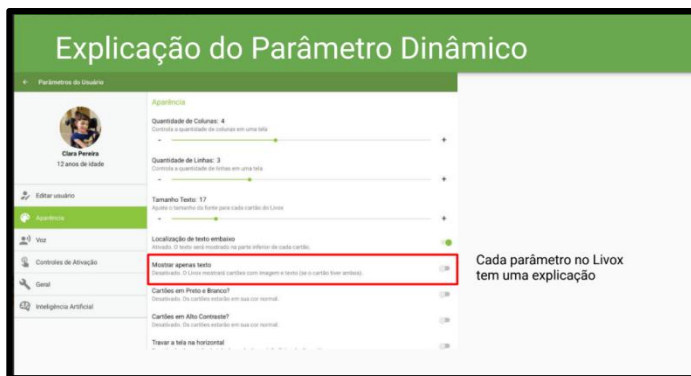 Explicação do Parâmetro Dinâmico
Parâmetros do Usuário
Clara Pereira
12 anos de idade
Editar usuário
Aparência
Voz
Controles de Ativação
Geral
Inteligência Artificial
Aparência
Quantidade de Colunas: 4
Controla a quantidade de colunas em uma tela
- +
Quantidade de Linhas: 3
Controla a quantidade de linhas em uma tela
- +
Tamanho Texto: 17
Ajuste o tamanho da fonte para cada cartão do Livox
- +
Localização de texto embaixo
Ativado. O texto será mostrado na parte inferior de cada cartão.
Mostrar apenas texto
Desativado. O Livox mostrará cartões com imagem e texto (se o cartão tiver ambos).
Cartões em Preto e Branco?
Desativado. Os cartões estarão em sua cor normal.
Cartões em Alto Contraste?
Desativado. Os cartões estarão em sua cor normal.
Travar a tela na horizontal
Cada parâmetro no Livox
tem uma explicação